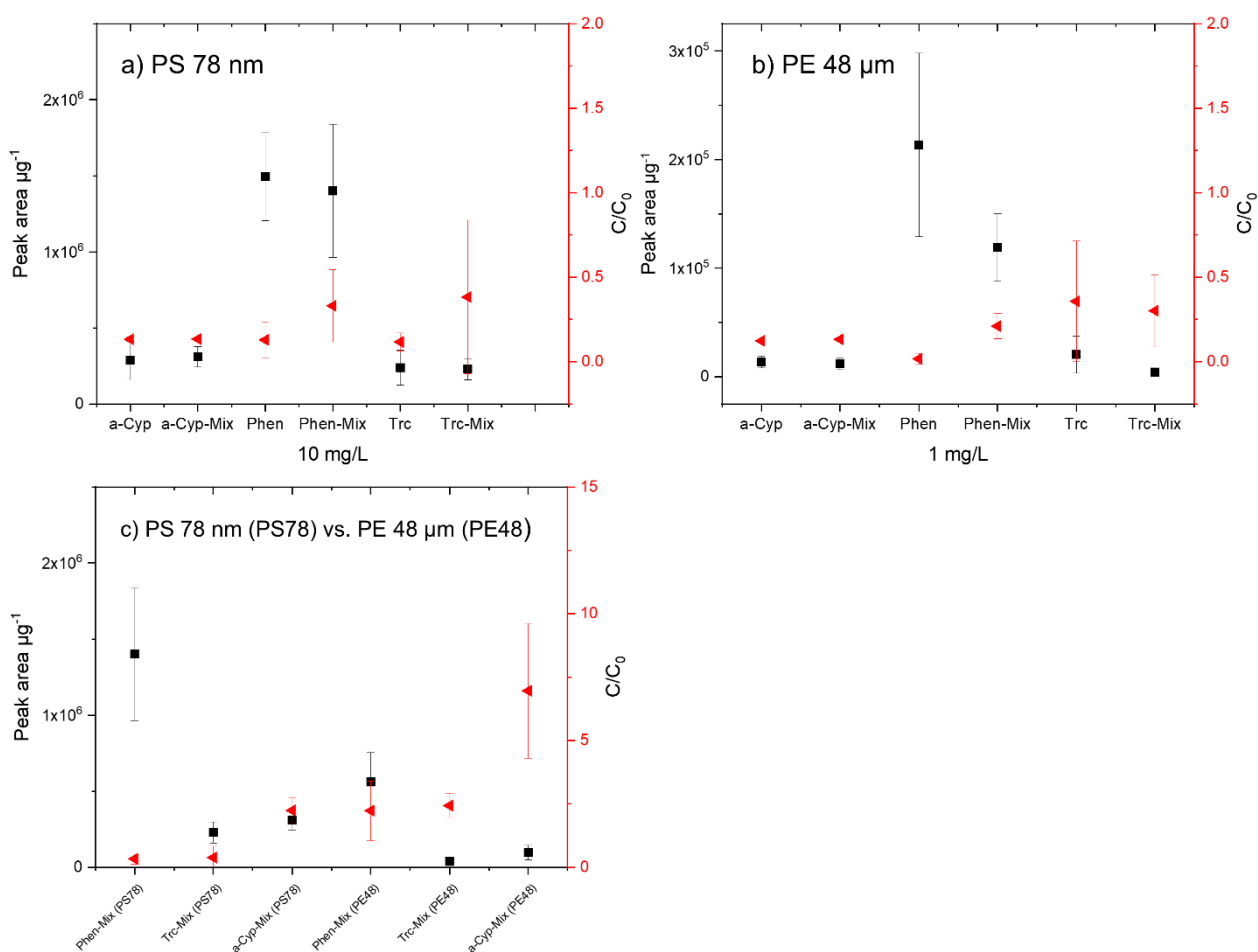 a) PS 78 nm
Peak area µg⁻¹
2x10⁶
1x10⁶
0
2.0
1.5
1.0
0.5
0.0
C/C₀
a-Cyp a-Cyp-Mix Phen Phen-Mix Trc Trc-Mix
10 mg/L
b) PE 48 µm
Peak area µg⁻¹
3x10⁵
2x10⁵
1x10⁵
0
2.0
1.5
1.0
0.5
0.0
C/C₀
a-Cyp a-Cyp-Mix Phen Phen-Mix Trc Trc-Mix
1 mg/L
c) PS 78 nm (PS78) vs. PE 48 µm (PE48)
Peak area µg⁻¹
2x10⁶
1x10⁶
0
15
10
5
0
C/C₀
Phen-Mix (PS78)
Trc-Mix (PS78)
a-Cyp-Mix (PS78)
Phen-Mix (PE48)
Trc-Mix (PE48)
a-Cyp-Mix (PE48)